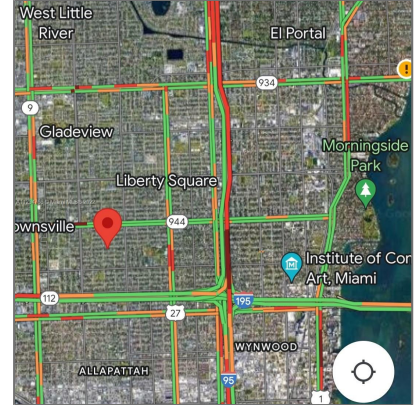 West Little
River
El Portal
934
9
Gladeview
Morningside
Park
Liberty Square
ownsville
944
Institute of Con
Art, Miami
112
195
27
WYNWOOD
ALLAPATTAH
95
1